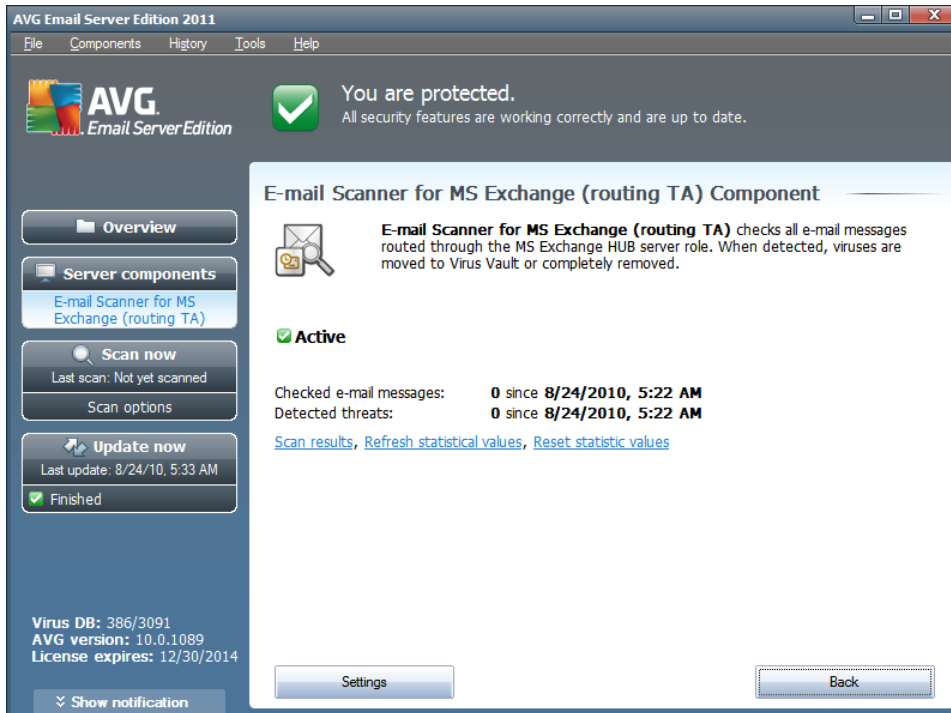 AVG Email Server Edition 2011
File Components History Tools Help
AVG.
Email Server Edition
You are protected.
All security features are working correctly and are up to date.
Overview
Server components
E-mail Scanner for MS
Exchange (routing TA)
Scan now
Last scan: Not yet scanned
Scan options
Update now
Last update: 8/24/10, 5:33 AM
Finished
Virus DB: 386/3091
AVG version: 10.0.1089
License expires: 12/30/2014
Show notification
E-mail Scanner for MS Exchange (routing TA) Component
E-mail Scanner for MS Exchange (routing TA) checks all e-mail messages
routed through the MS Exchange HUB server role. When detected, viruses are
moved to Virus Vault or completely removed.
Active
Checked e-mail messages: 0 since 8/24/2010, 5:22 AM
Detected threats: 0 since 8/24/2010, 5:22 AM
Scan results, Refresh statistical values, Reset statistic values
Settings
Back